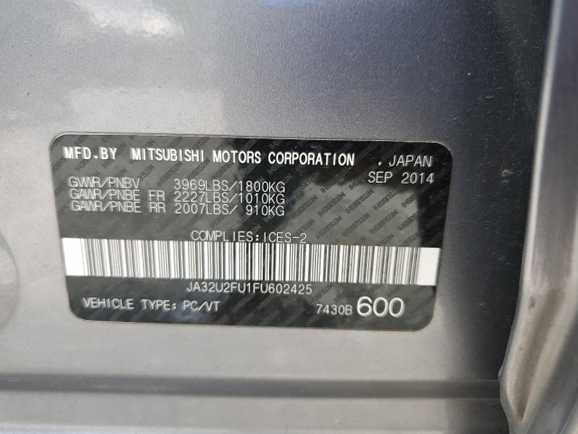 MFD.BY MITSUBISHI MOTORS CORPORATION , JAPAN
SEP 2014
GVWR/PNBV 3969LBS/1800KG
GAWR/PNBE FR 2227LBS/1010KG
GAWR/PNBE RR 2007LBS/ 910KG
COMPLIES:ICES-2
JA32U2FU1FU602425
VEHICLE TYPE: PC/VT 7430B 600